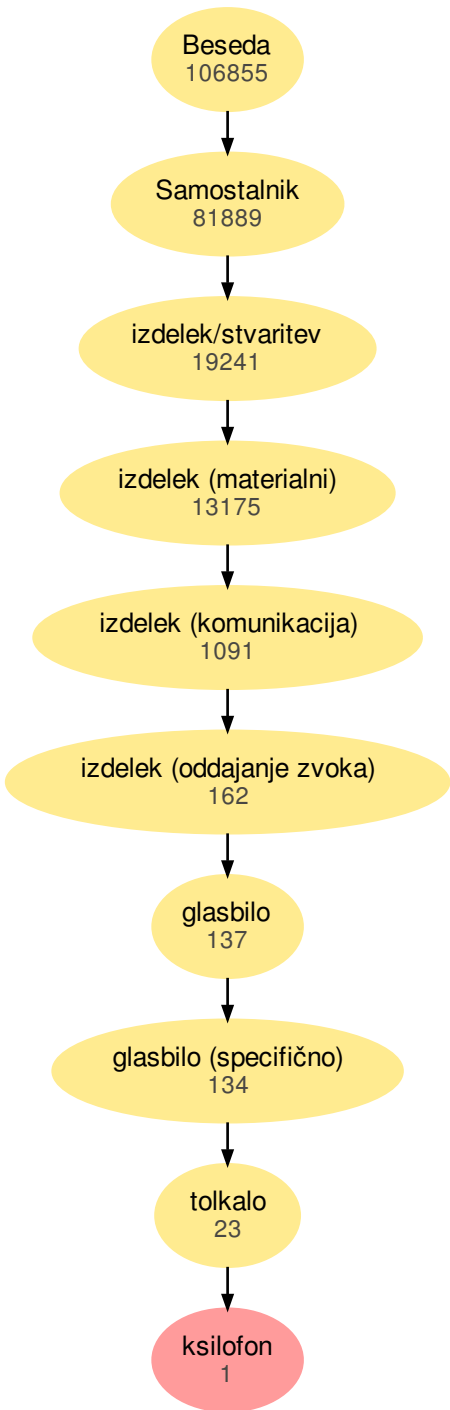 Beseda
106855
Samostalnik
81889
izdelek/stvaritev
19241
izdelek (materialni)
13175
izdelek (komunikacija)
1091
izdelek (oddajanje zvoka)
162
glasbilo
137
glasbilo (specifično)
134
tolkalo
23
ksilofon
1